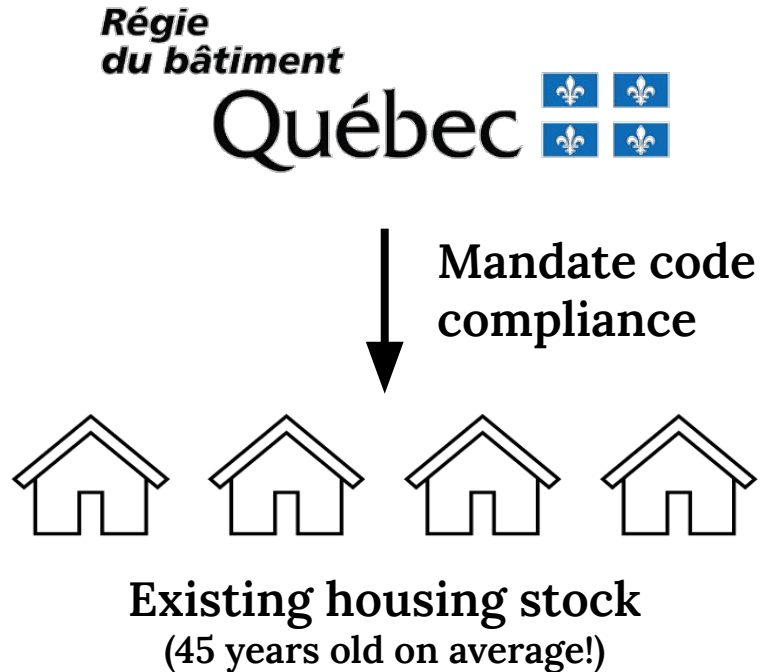 Régie
du bâtiment
Québec
Mandate code
compliance
Existing housing stock
(45 years old on average!)